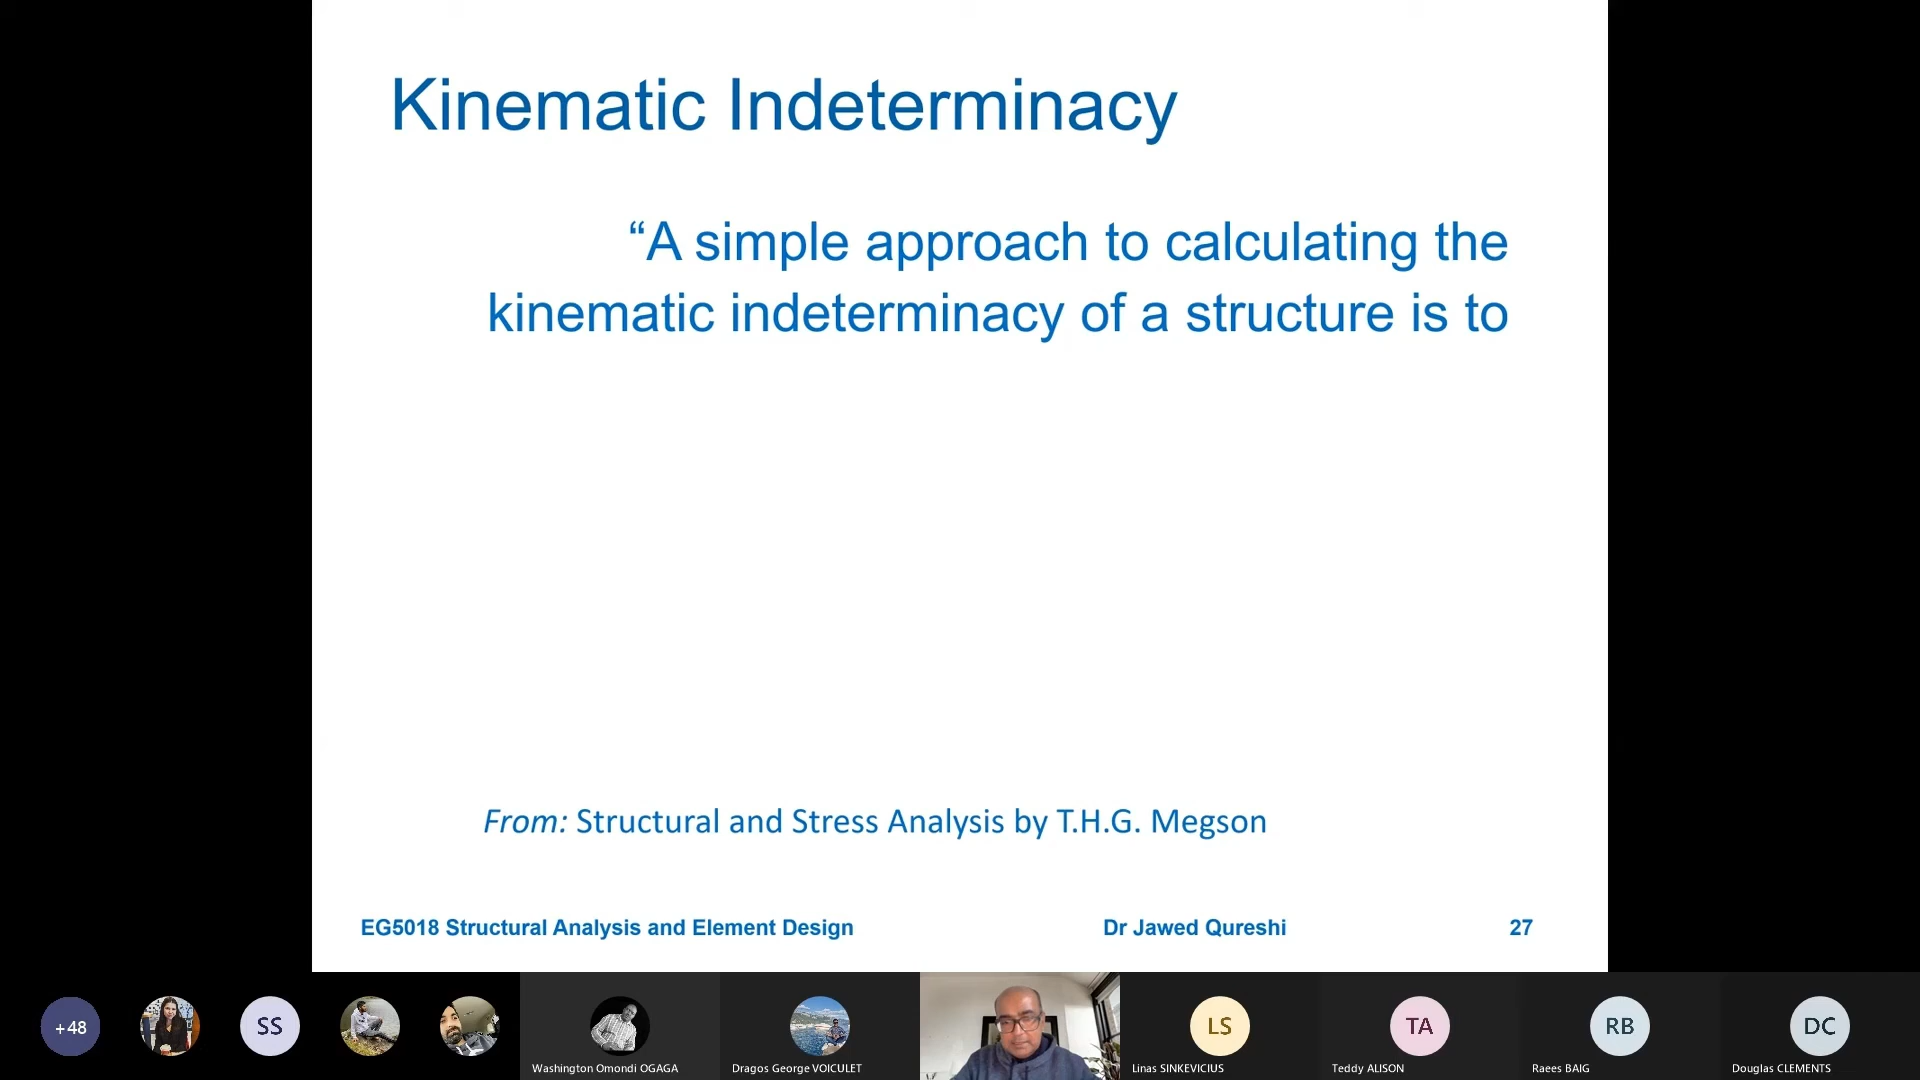 Kinematic Indeterminacy
“A simple approach to calculating the
kinematic indeterminacy of a structure is to
From: Structural and Stress Analysis by T.H.G. Megson
EG5018 Structural Analysis and Element Design
Dr Jawed Qureshi
27
+48
SS
Washington Omondi OGAGA
Dragos George VOICULET
LS
Linas SINKEVICIUS
TA
Teddy ALISON
RB
Raees BAIG
DC
Douglas CLEMENTS